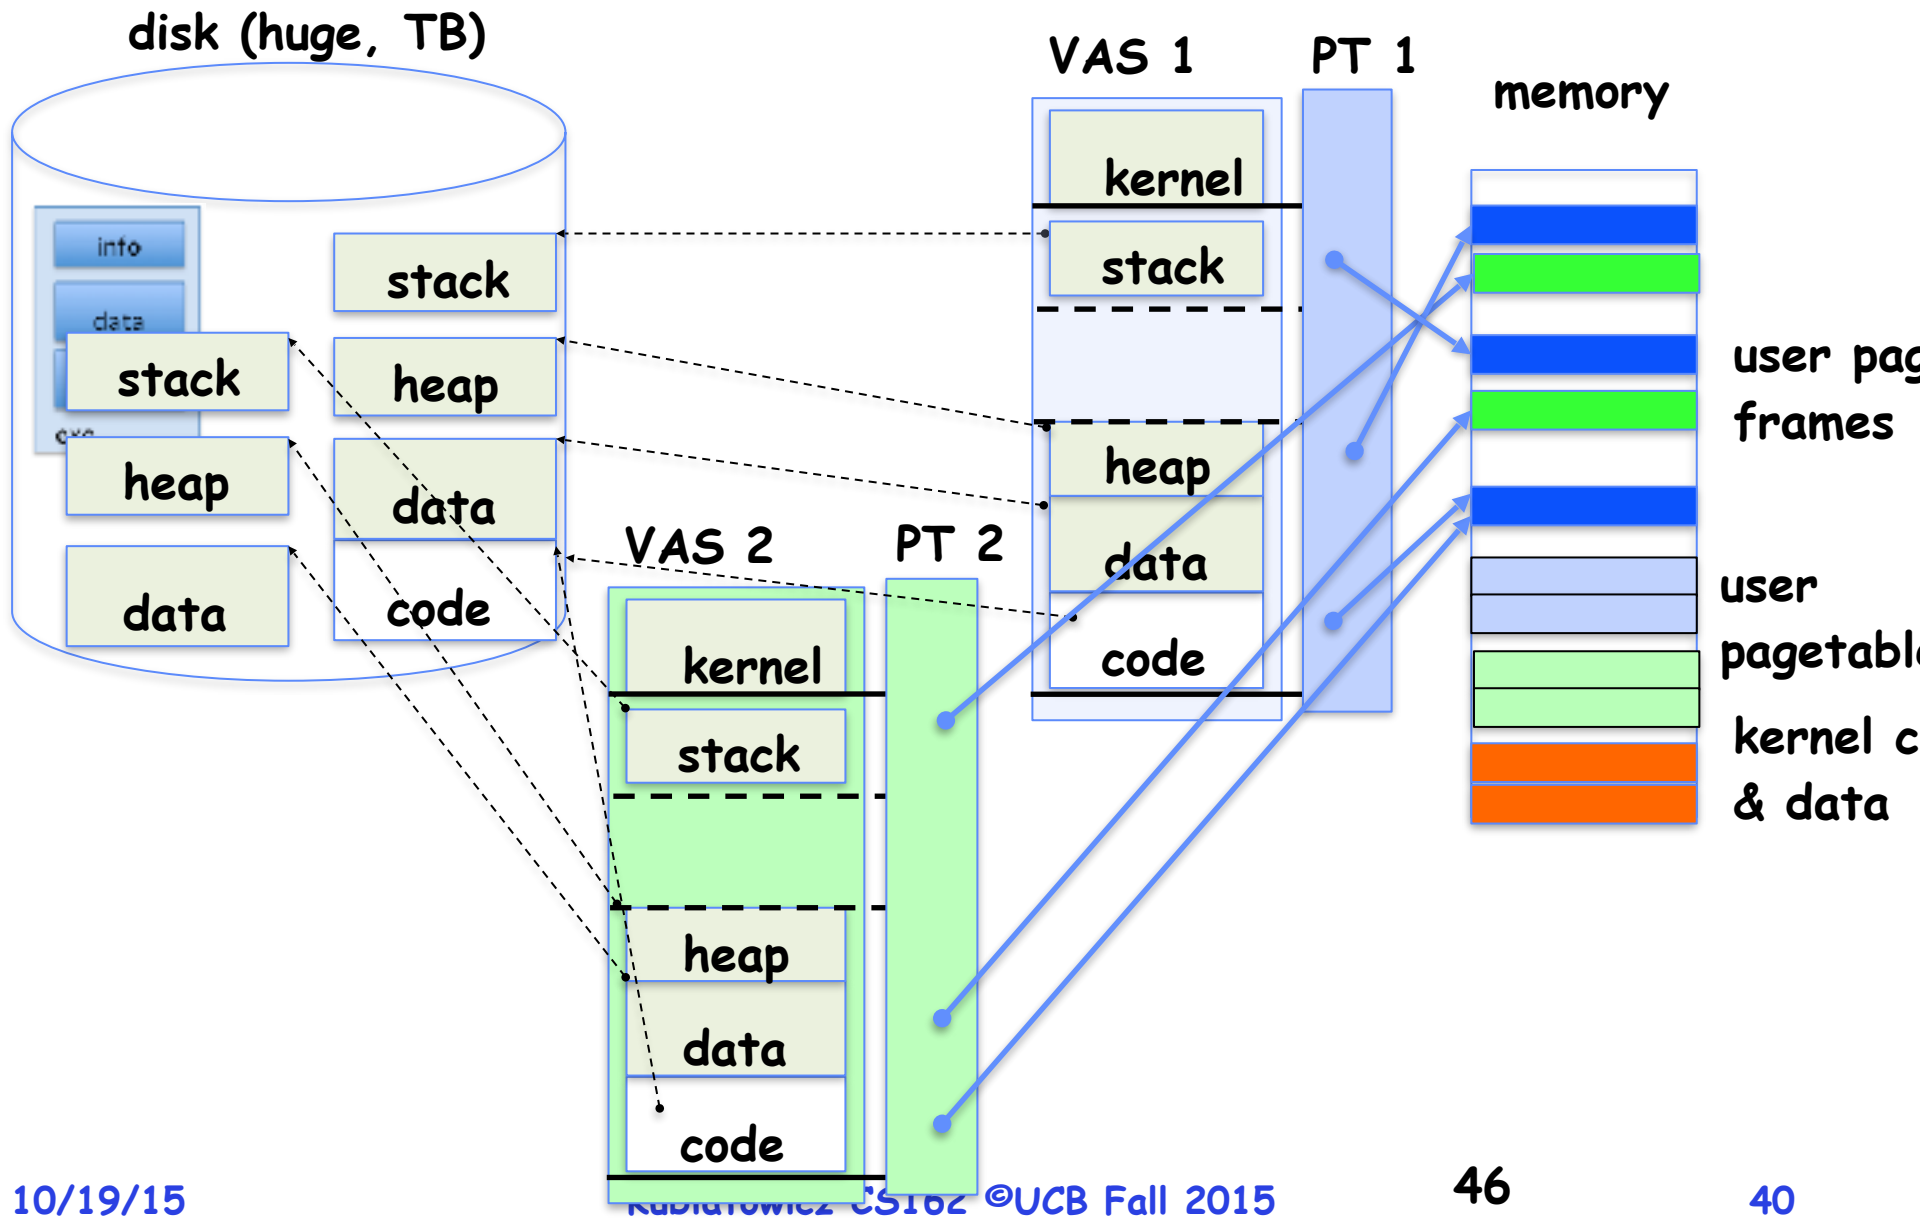 disk (huge, TB)
VAS 1
PT 1
memory
info
data
stack
heap
data
stack
heap
data
code
kernel
stack
heap
data
code
VAS 2
PT 2
kernel
stack
heap
data
code
user pag
frames
user
pagetabl
kernel c
& data
10/19/15
Kubiatowicz CS162 ©UCB Fall 2015
46
40